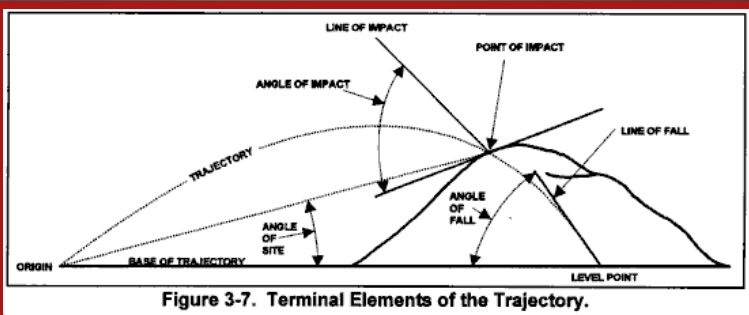 LINE OF IMPACT
POINT OF IMPACT
ANGLE OF IMPACT
LINE OF FALL
TRAJECTORY
ANGLE
OF
FALL
ANGLE
OF
SITE
ORIGIN
BASE OF TRAJECTORY
LEVEL POINT
Figure 3-7. Terminal Elements of the Trajectory.